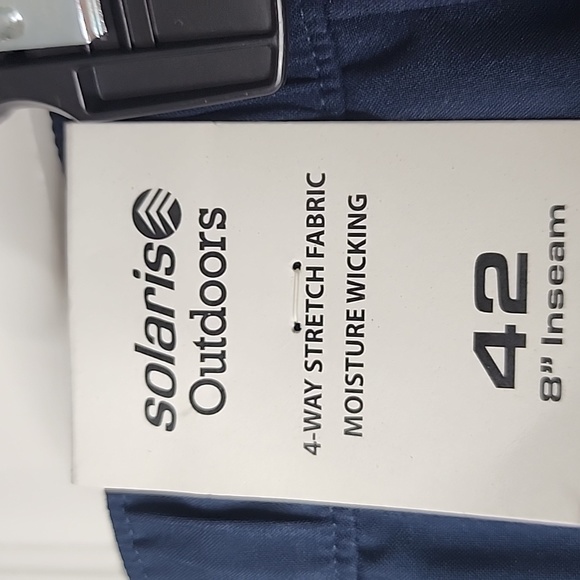 solaris
Outdoors
4-WAY STRETCH FABRIC
MOISTURE WICKING
42
8" Inseam